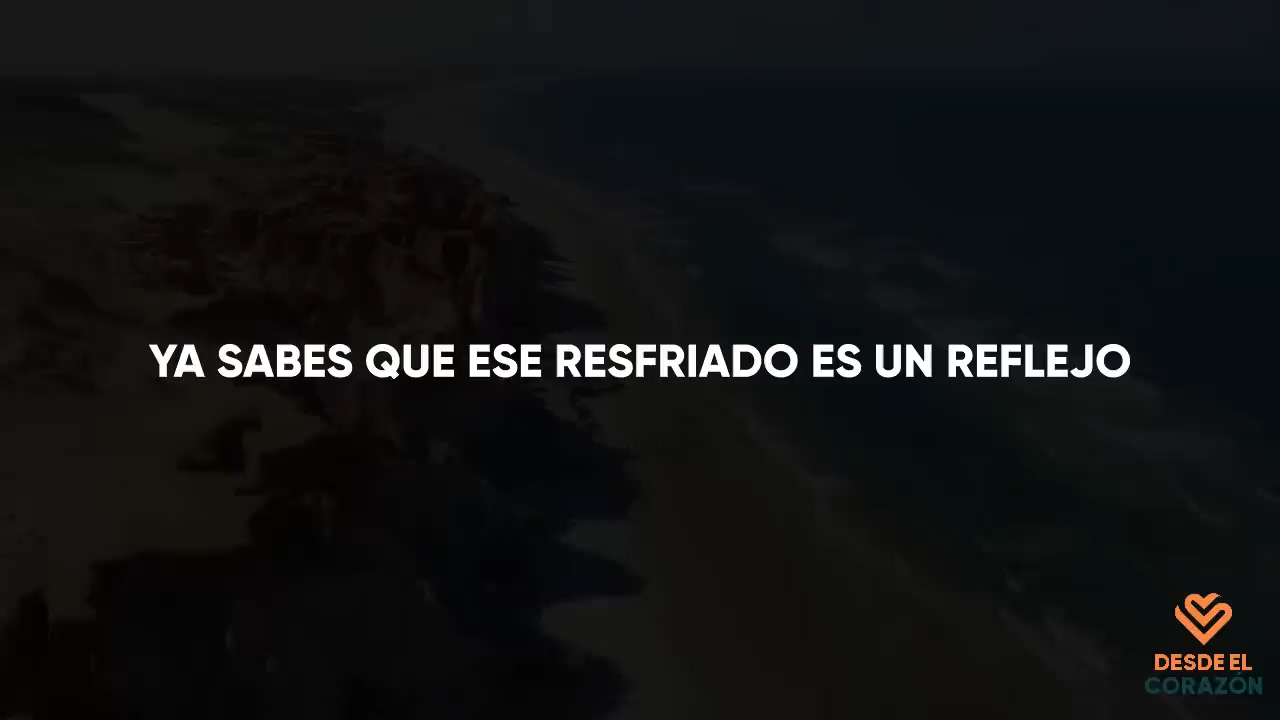 YA SABES QUE ESE RESFRIADO ES UN REFLEJO
DESDE EL
CORAZÓN